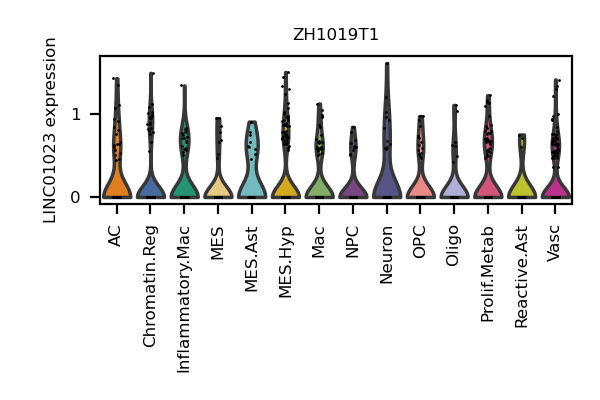 ZH1019T1
LINC01023 expression
1
0
AC
Chromatin.Reg
Inflammatory.Mac
MES
MES.Ast
MES.Hyp
Mac
NPC
Neuron
OPC
Oligo
Prolif.Metab
Reactive.Ast
Vasc